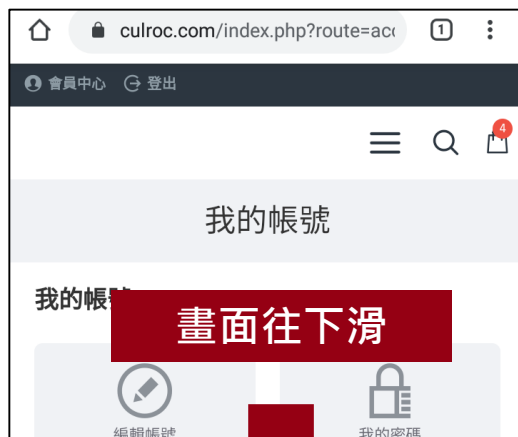 culroc.com/index.php?route=acc
1
會員中心 登出
4
我的帳號
我的帳
畫面往下滑
編輯帳號
我的密碼